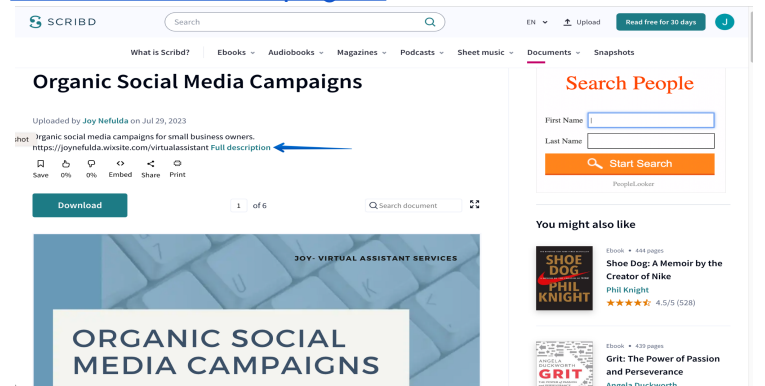 SCRIBD
Search
EN
Upload
Read free for 30 days
J
What is Scribd?
Ebooks
Audiobooks
Magazines
Podcasts
Sheet music
Documents
Snapshots
Organic Social Media Campaigns
Uploaded by Joy Nefulda on Jul 29, 2023
Organic social media campaigns for small business owners.
shot
https://joynefulda.wixsite.com/virtualassistant Full description
Save 0% 0% Embed Share Print
Download
1 of 6
Search document
JOY- VIRTUAL ASSISTANT SERVICES
ORGANIC SOCIAL
MEDIA CAMPAIGNS
Search People
First Name
Last Name
Start Search
PeopleLooker
You might also like
SHOE
DOG
PHIL
KNIGHT
Ebook • 444 pages
Shoe Dog: A Memoir by the
Creator of Nike
Phil Knight
4.5/5 (528)
ANGELA
DUCKWORTH
GRIT
Ebook • 439 pages
Grit: The Power of Passion
and Perseverance
Angela Duckworth